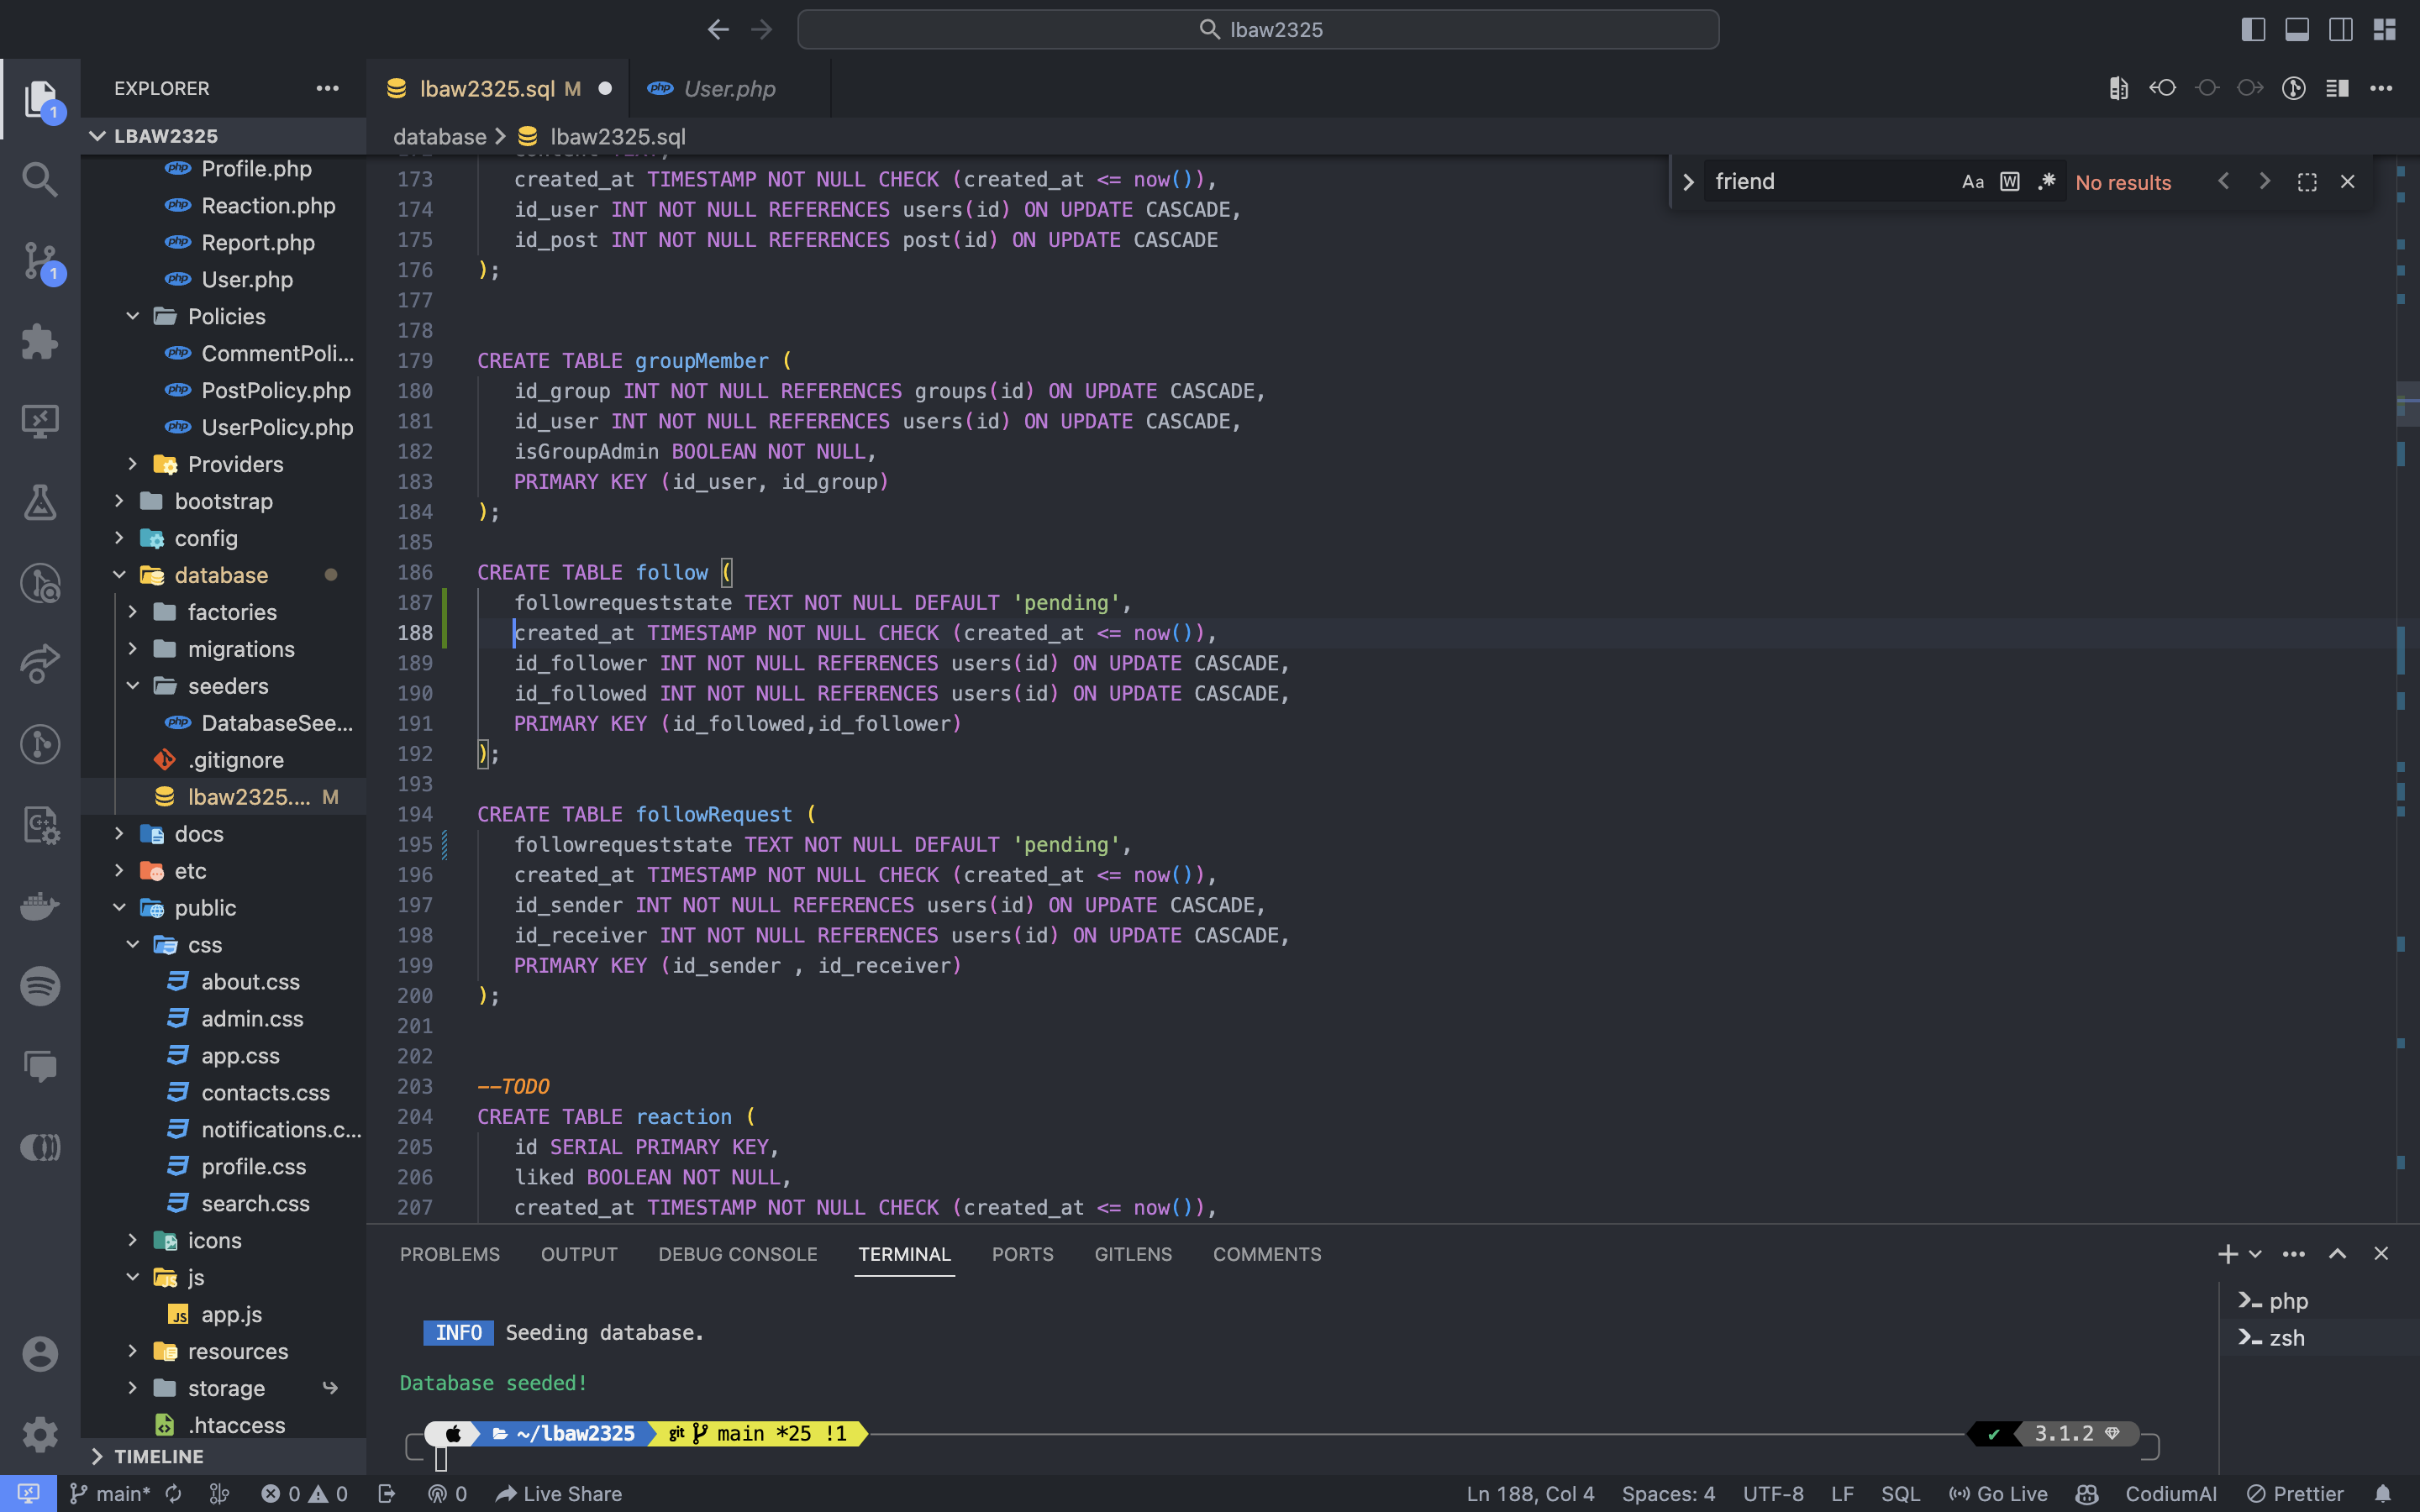 lbaw2325
EXPLORER
lbaw2325.sql M
User.php
LBAW2325
database > lbaw2325.sql
friend
Aa
No results
Profile.php
Reaction.php
Report.php
User.php
Policies
CommentPoli...
PostPolicy.php
UserPolicy.php
Providers
bootstrap
config
database
factories
migrations
seeders
DatabaseSee...
.gitignore
lbaw2325.... M
docs
etc
public
css
about.css
admin.css
app.css
contacts.css
notifications.c...
profile.css
search.css
icons
js
app.js
resources
storage
.htaccess
TIMELINE
173 created_at TIMESTAMP NOT NULL CHECK (created_at <= now()),
174 id_user INT NOT NULL REFERENCES users(id) ON UPDATE CASCADE,
175 id_post INT NOT NULL REFERENCES post(id) ON UPDATE CASCADE
176 );
177
178
179 CREATE TABLE groupMember (
180 id_group INT NOT NULL REFERENCES groups(id) ON UPDATE CASCADE,
181 id_user INT NOT NULL REFERENCES users(id) ON UPDATE CASCADE,
182 isGroupAdmin BOOLEAN NOT NULL,
183 PRIMARY KEY (id_user, id_group)
184 );
185
186 CREATE TABLE follow (
187 followrequeststate TEXT NOT NULL DEFAULT 'pending',
188 created_at TIMESTAMP NOT NULL CHECK (created_at <= now()),
189 id_follower INT NOT NULL REFERENCES users(id) ON UPDATE CASCADE,
190 id_followed INT NOT NULL REFERENCES users(id) ON UPDATE CASCADE,
191 PRIMARY KEY (id_followed,id_follower)
192 );
193
194 CREATE TABLE followRequest (
195 followrequeststate TEXT NOT NULL DEFAULT 'pending',
196 created_at TIMESTAMP NOT NULL CHECK (created_at <= now()),
197 id_sender INT NOT NULL REFERENCES users(id) ON UPDATE CASCADE,
198 id_receiver INT NOT NULL REFERENCES users(id) ON UPDATE CASCADE,
199 PRIMARY KEY (id_sender , id_receiver)
200 );
201
202
203 --TODO
204 CREATE TABLE reaction (
205 id SERIAL PRIMARY KEY,
206 liked BOOLEAN NOT NULL,
207 created_at TIMESTAMP NOT NULL CHECK (created_at <= now()),
PROBLEMS OUTPUT DEBUG CONSOLE TERMINAL PORTS GITLENS COMMENTS
INFO Seeding database.
Database seeded!
~/lbaw2325 git main *25 !1
3.1.2
php
zsh
main* 0 0 0 Live Share
Ln 188, Col 4 Spaces: 4 UTF-8 LF SQL Go Live CodiumAI Prettier